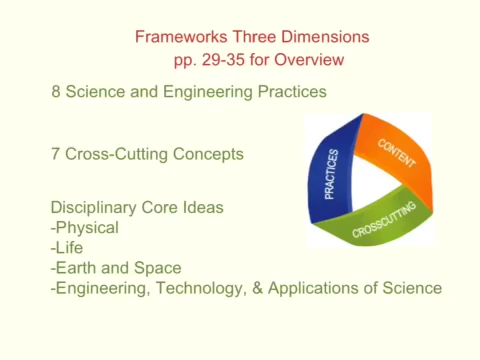 Frameworks Three Dimensions
pp. 29-35 for Overview
8 Science and Engineering Practices
7 Cross-Cutting Concepts
PRACTICES
CONTENT
CROSSCUTTING
Disciplinary Core Ideas
-Physical
-Life
-Earth and Space
-Engineering, Technology, & Applications of Science